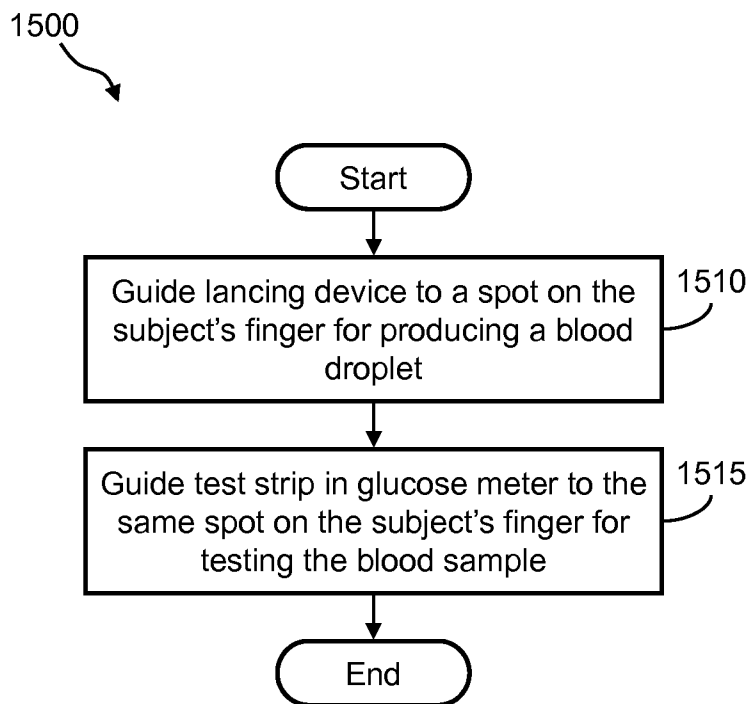 1500
Start
Guide lancing device to a spot on the
subject's finger for producing a blood
droplet
1510
Guide test strip in glucose meter to the
same spot on the subject's finger for
testing the blood sample
1515
End